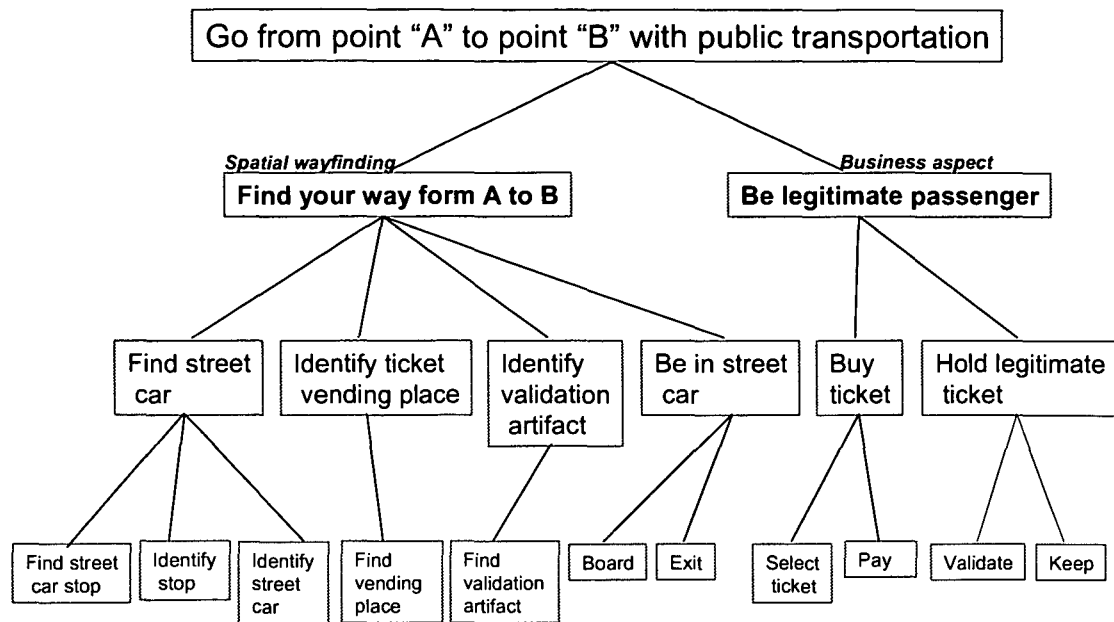 Go from point “A” to point “B” with public transportation
Spatial wayfinding
Business aspect
Find your way form A to B
Be legitimate passenger
Find street
car
Identify ticket
vending place
Identify
validation
artifact
Be in street
car
Buy
ticket
Hold legitimate
ticket
Find street
car stop
Identify
stop
Identify
street
car
Find
vending
place
Find
validation
artifact
Board
Exit
Select
ticket
Pay
Validate
Keep